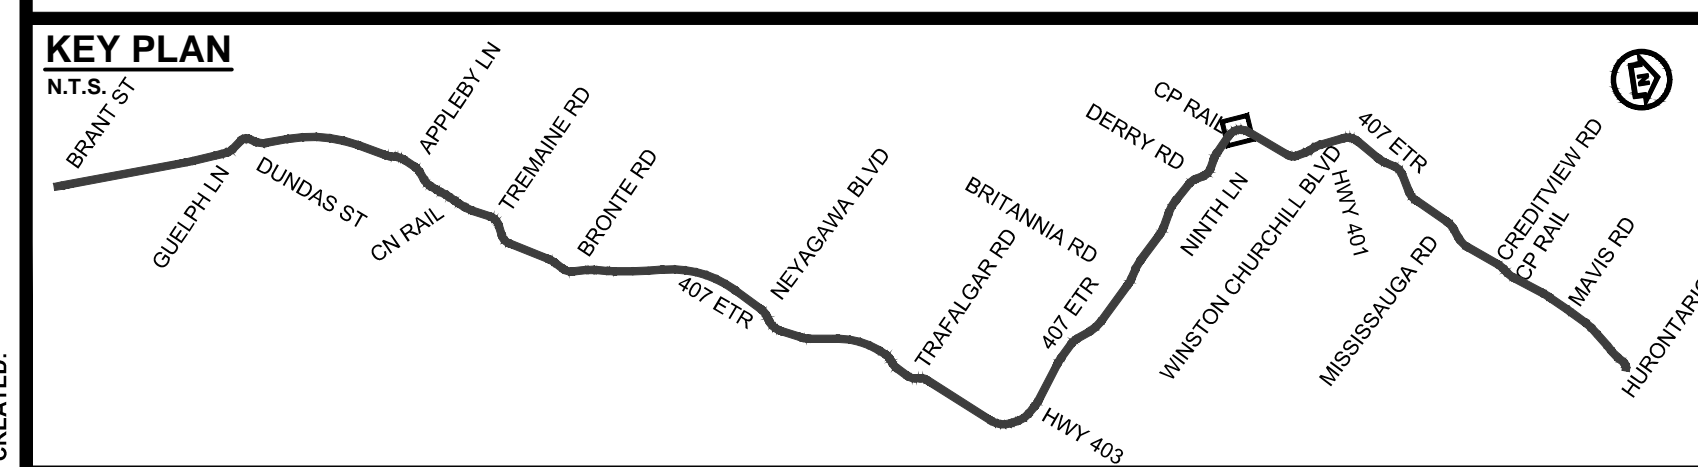 KEY PLAN
N.T.S.
BRANT ST
GUELPH LN
DUNDAS ST
CN RAIL
APPLEBY LN
TREMAINE RD
BRONTE RD
407 ETR
NEYAGAWA BLVD
TRAFALGAR RD
BRITANNIA RD
HWY 403
407 ETR
DERRY RD
CP RAIL
NINTH LN
WINSTON CHURCHILL BLVD
HWY 401
407 ETR
MISSISSAUGA RD
CREDITVIEW RD
CP RAIL
MAVIS RD
HURONTARIO
N
CREATED: